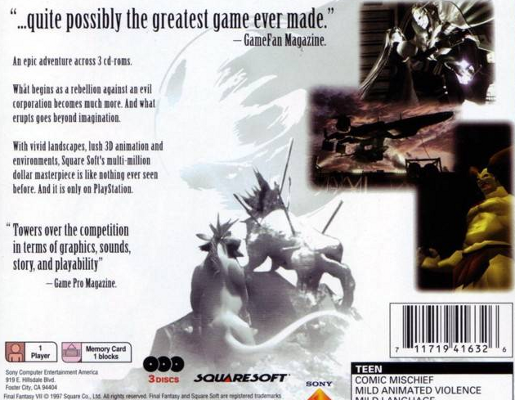 “...quite possibly the greatest game ever made.”
– GameFan Magazine.
An epic adventure across 3 cd-roms.
What begins as a rebellion against an evil
corporation becomes much more. And what
erupts goes beyond imagination.
With vivid landscapes, lush 3D animation and
environments, Square Soft's multi-million
dollar masterpiece is like nothing ever seen
before. And it is only on PlayStation.
“Towers over the competition
in terms of graphics, sounds,
story, and playability”
– Game Pro Magazine.
1
Player
Memory Card
1 blocks
3 DISCS
SQUARESOFT
SONY
7 11719 41632 6
Sony Computer Entertainment America
919 E. Hillsdale Blvd.
Foster City, CA 94404
Final Fantasy VII © 1997 Square Co., Ltd. All rights reserved. Final Fantasy and Square Soft are registered trademarks
TEEN
COMIC MISCHIEF
MILD ANIMATED VIOLENCE
MILD LANGUAGE